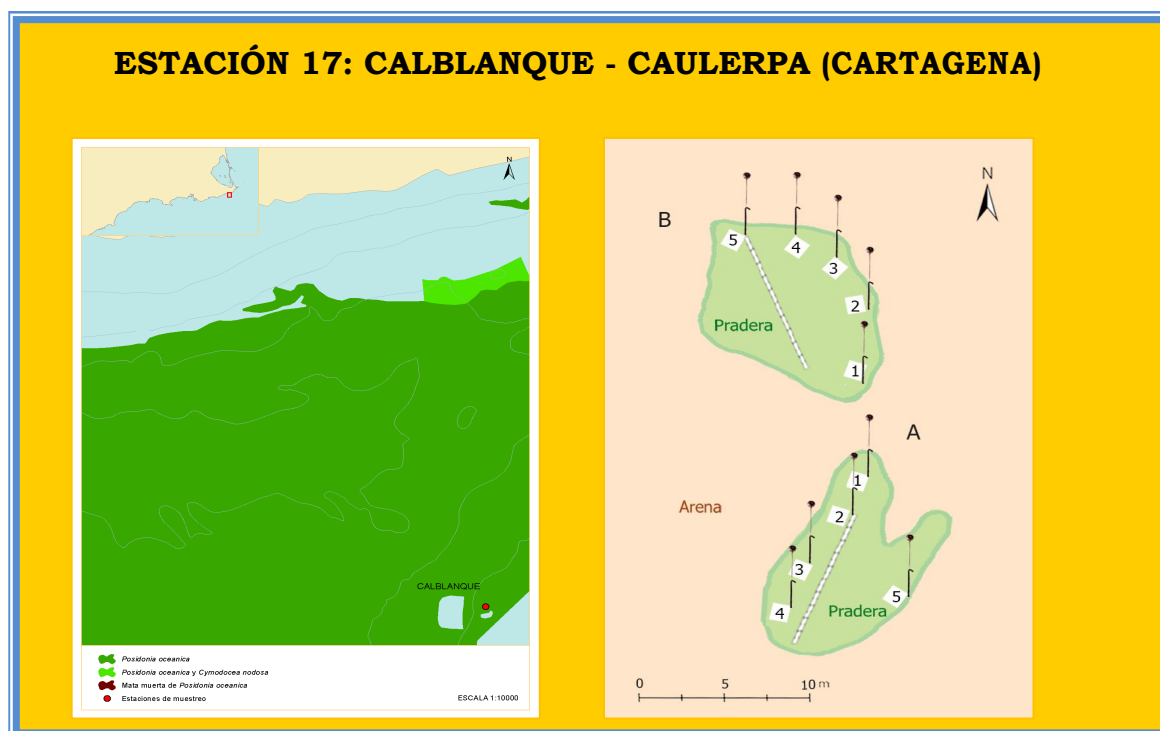 ESTACIÓN 17: CALBLANQUE - CAULERPA (CARTAGENA)
N
CALBLANQUE
Posidonia oceanica
Posidonia oceanica y Cymodocea nodosa
Mata muerta de Posidonia oceanica
Estaciones de muestreo
ESCALA 1:10000
N
B
5
4
3
2
1
Pradera
A
1
2
3
4
5
Arena
Pradera
0 5 10 m